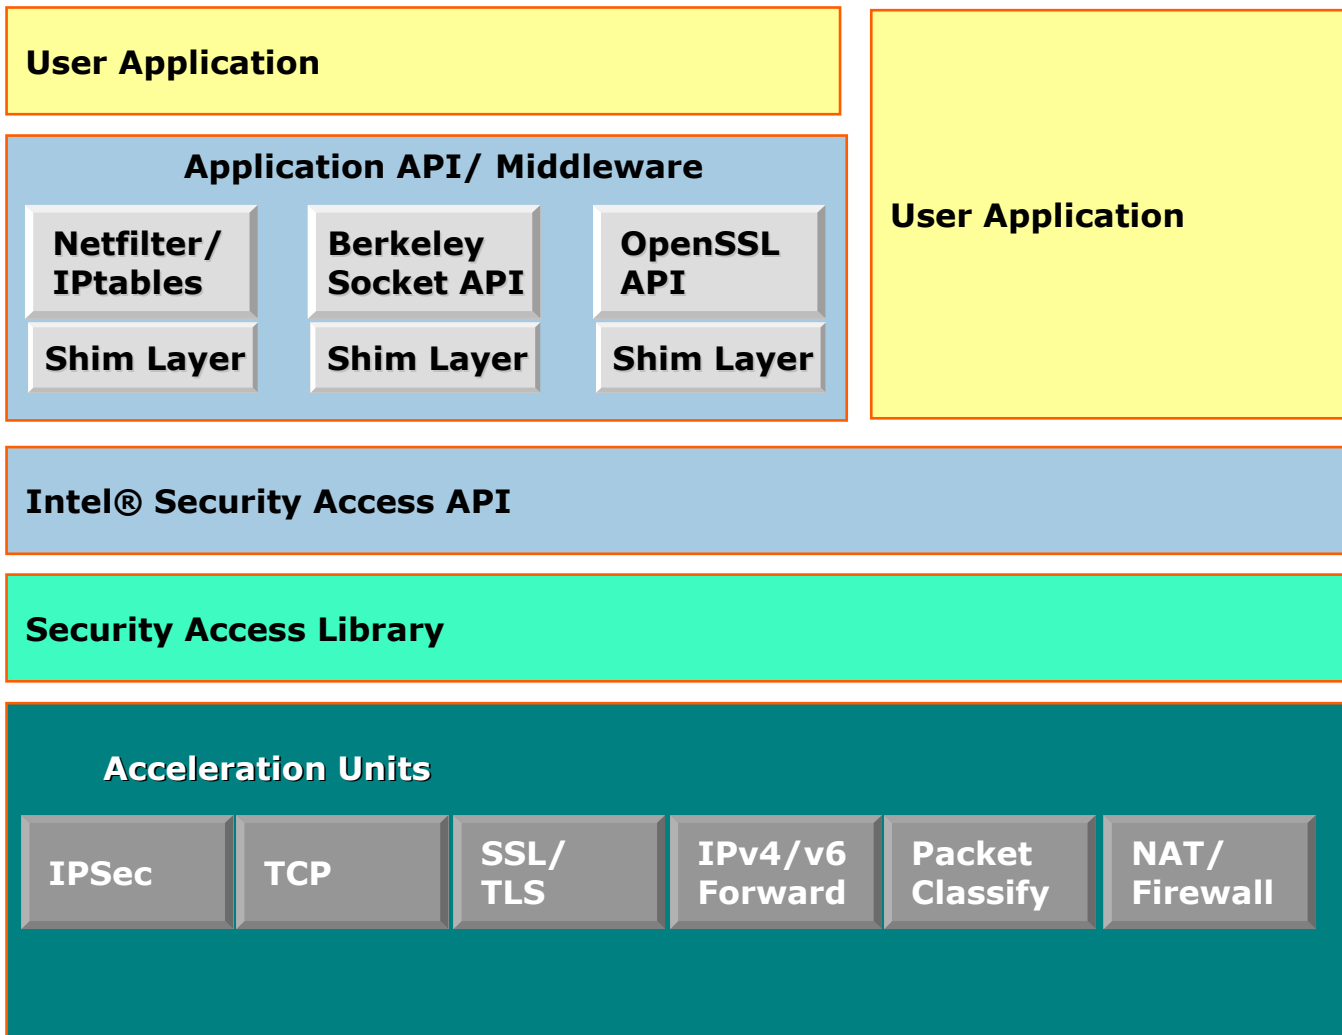 User Application
User Application
Application API/ Middleware
Netfilter/
IPtables
Berkeley
Socket API
OpenSSL
API
Shim Layer
Shim Layer
Shim Layer
Intel® Security Access API
Security Access Library
Acceleration Units
IPSec
TCP
SSL/
TLS
IPv4/v6
Forward
Packet
Classify
NAT/
Firewall